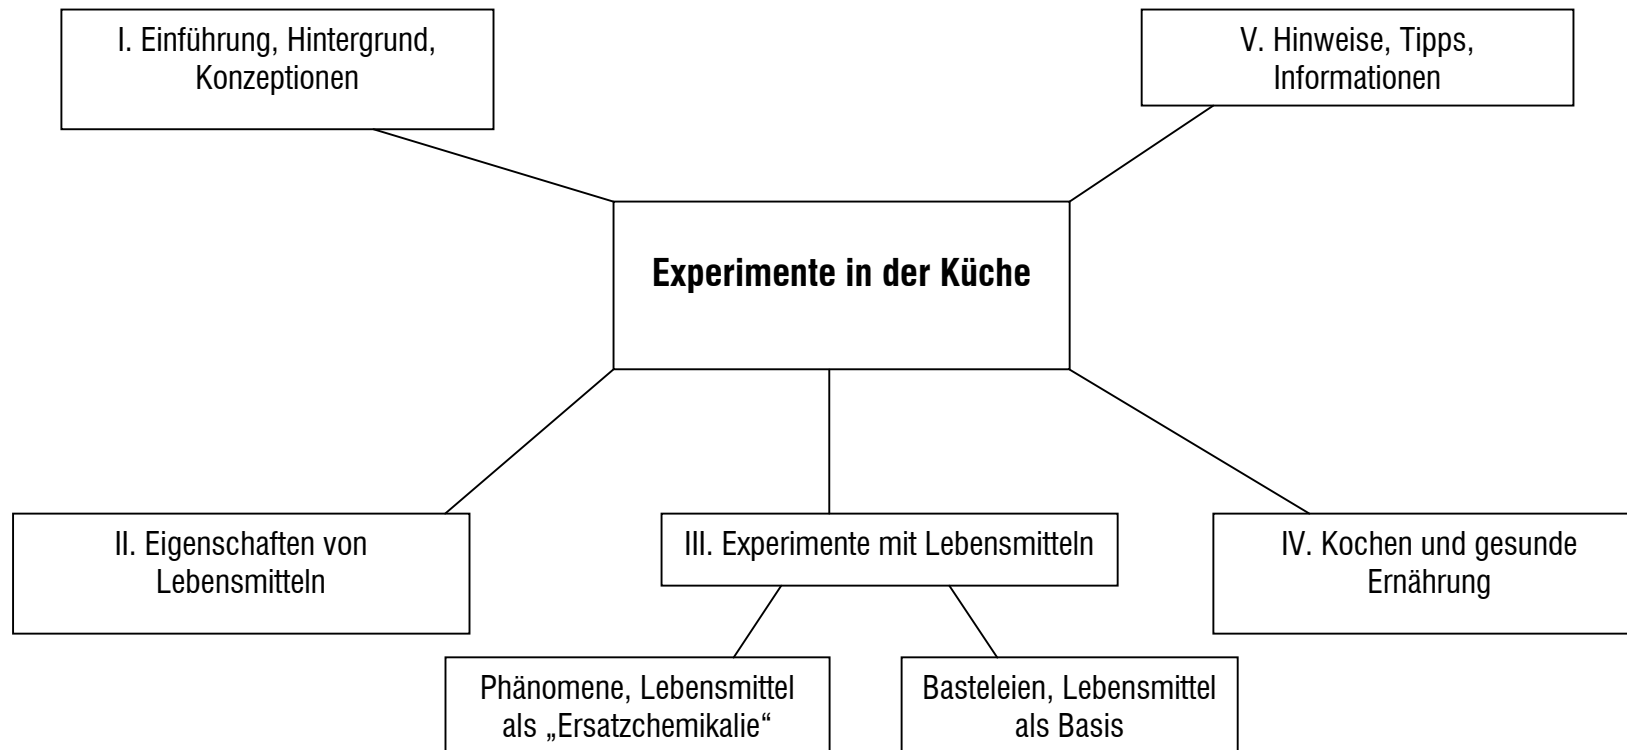 I. Einführung, Hintergrund,
Konzeptionen
V. Hinweise, Tipps,
Informationen
Experimente in der Küche
II. Eigenschaften von
Lebensmitteln
III. Experimente mit Lebensmitteln
IV. Kochen und gesunde
Ernährung
Phänomene, Lebensmittel
als „Ersatzchemikalie“
Basteleien, Lebensmittel
als Basis